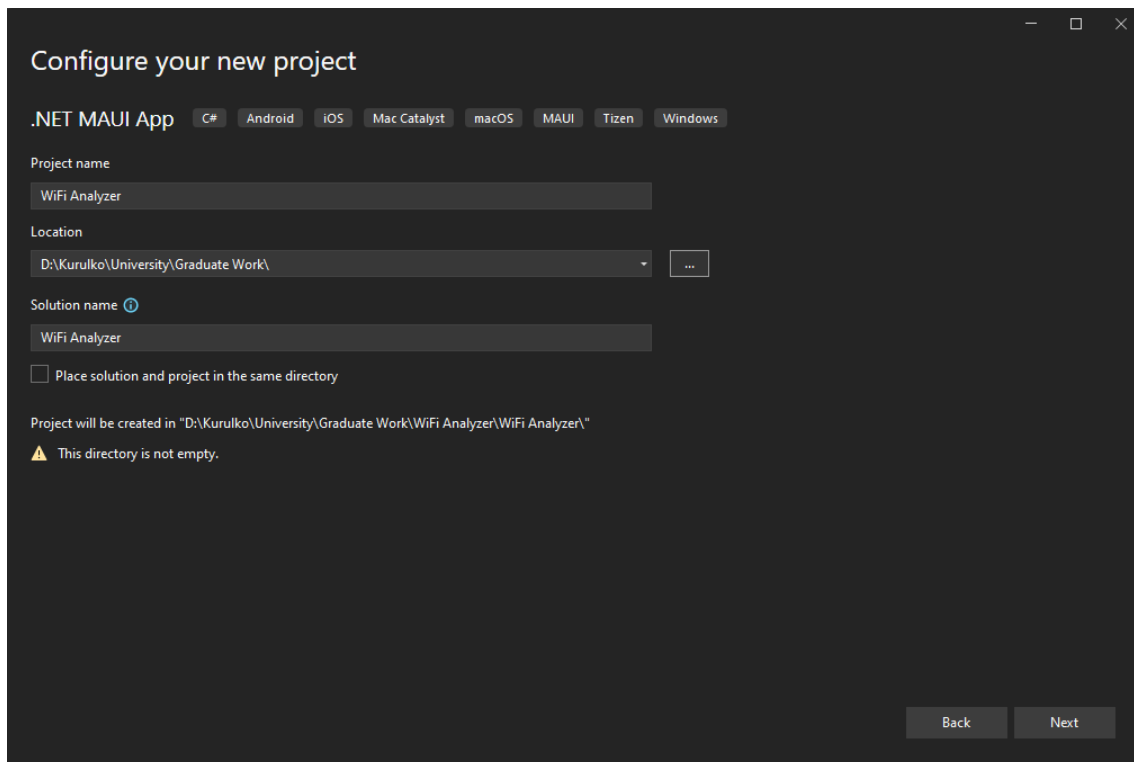 Configure your new project
.NET MAUI App C# Android iOS Mac Catalyst macOS MAUI Tizen Windows
Project name
WiFi Analyzer
Location
D:\Kurulko\University\Graduate Work\
...
Solution name
WiFi Analyzer
Place solution and project in the same directory
Project will be created in "D:\Kurulko\University\Graduate Work\WiFi Analyzer\WiFi Analyzer\"
This directory is not empty.
Back Next